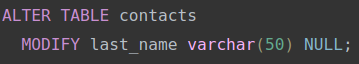 ALTER TABLE contacts
MODIFY last_name varchar(50) NULL;